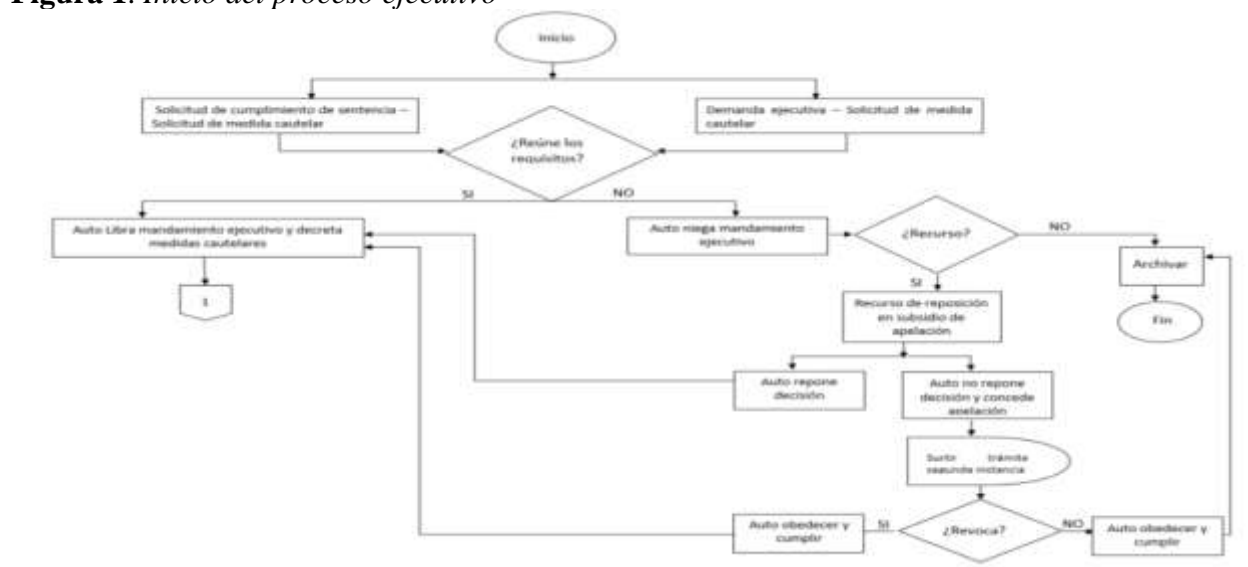 Figura 1. Inicio del proceso ejecutivo
Inicio
Solicitud de cumplimiento de sentencia –
Solicitud de medida cautelar
Demanda ejecutiva – Solicitud de medida
cautelar
¿Reúne los
requisitos?
SI
NO
Auto Libra mandamiento ejecutivo y decreta
medidas cautelares
Auto niega mandamiento
ejecutivo
¿Recurso?
NO
Archivar
1
SI
Fin
Recurso de reposición
en subsidio de
apelación
Auto repone
decisión
Auto no repone
decisión y concede
apelación
Surtir trámite
segunda instancia
Auto obedecer y
cumplir
SI
¿Revoca?
NO
Auto obedecer y
cumplir